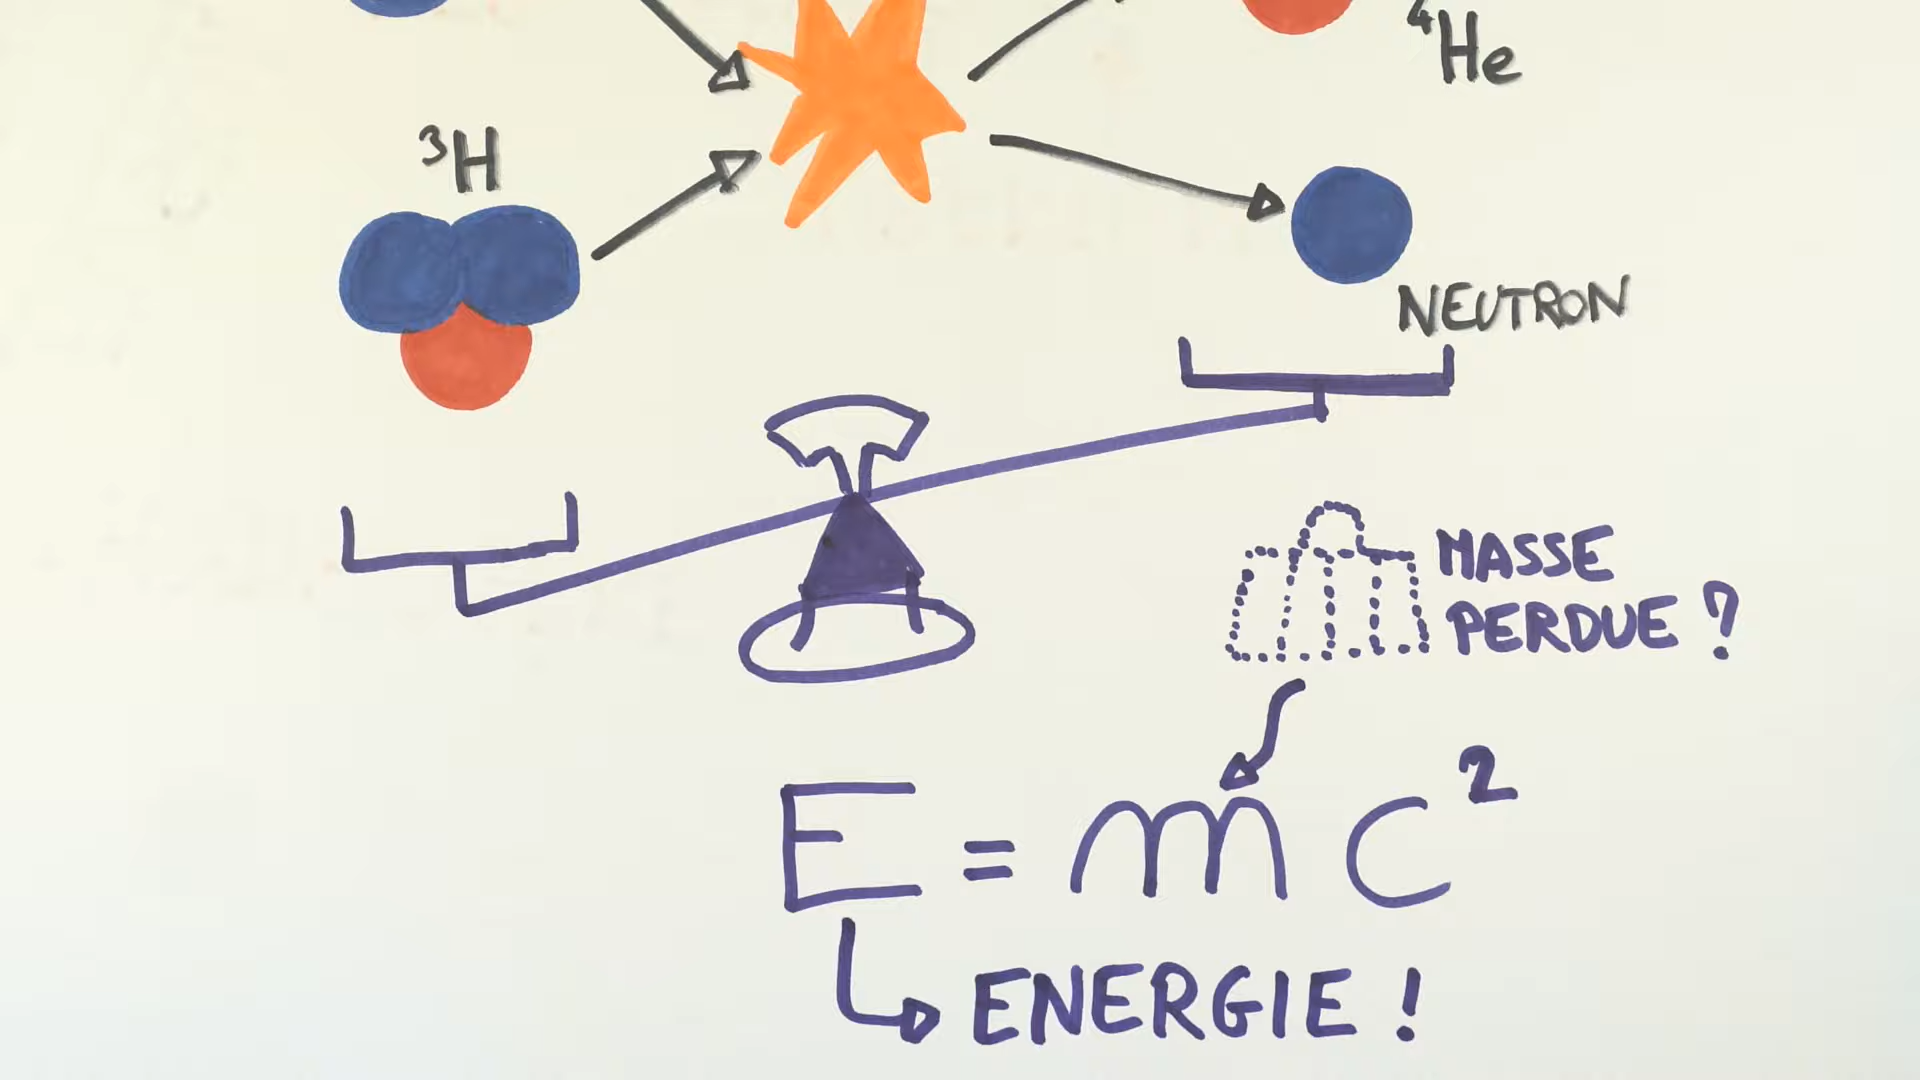 ⁴He
³H
NEUTRON
MASSE
PERDUE ?
E = mc²
ENERGIE !